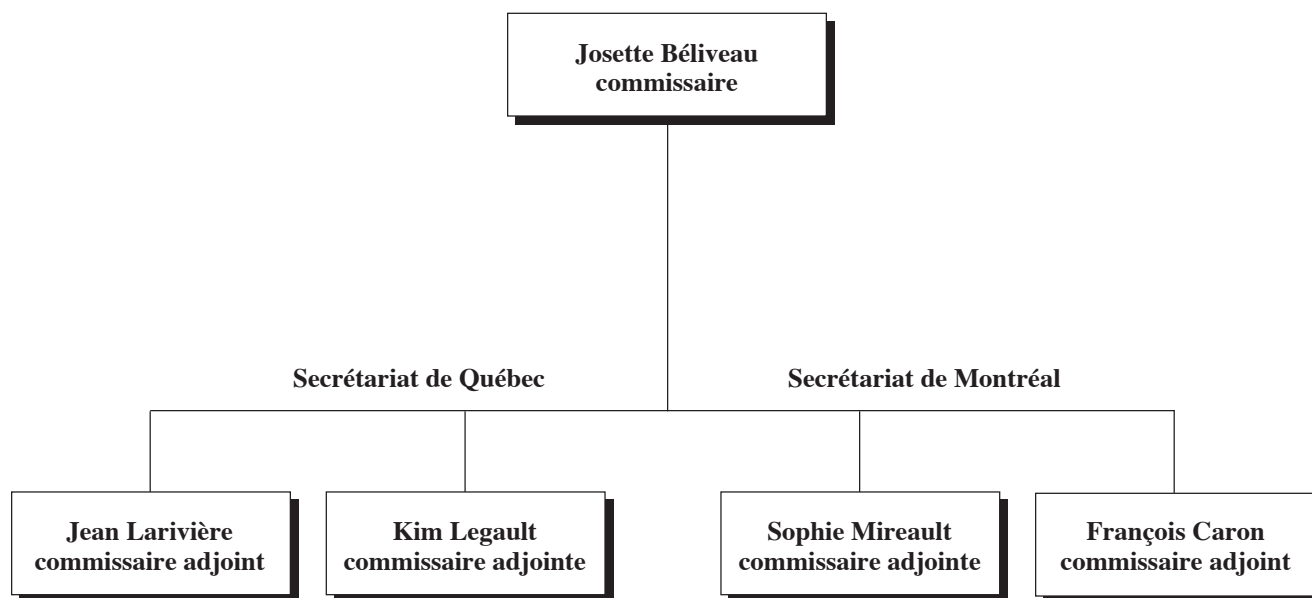 Josette Béliveau
commissaire
Secrétariat de Québec
Secrétariat de Montréal
Jean Larivière
commissaire adjoint
Kim Legault
commissaire adjointe
Sophie Mireault
commissaire adjointe
François Caron
commissaire adjoint